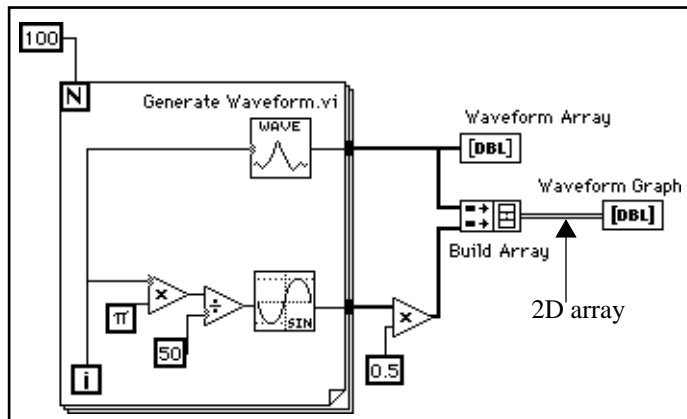 100
N
Generate Waveform.vi
WAVE
Waveform Array
[DBL]
Waveform Graph
[DBL]
Build Array
x
÷
SIN
π
50
x
0.5
2D array
i